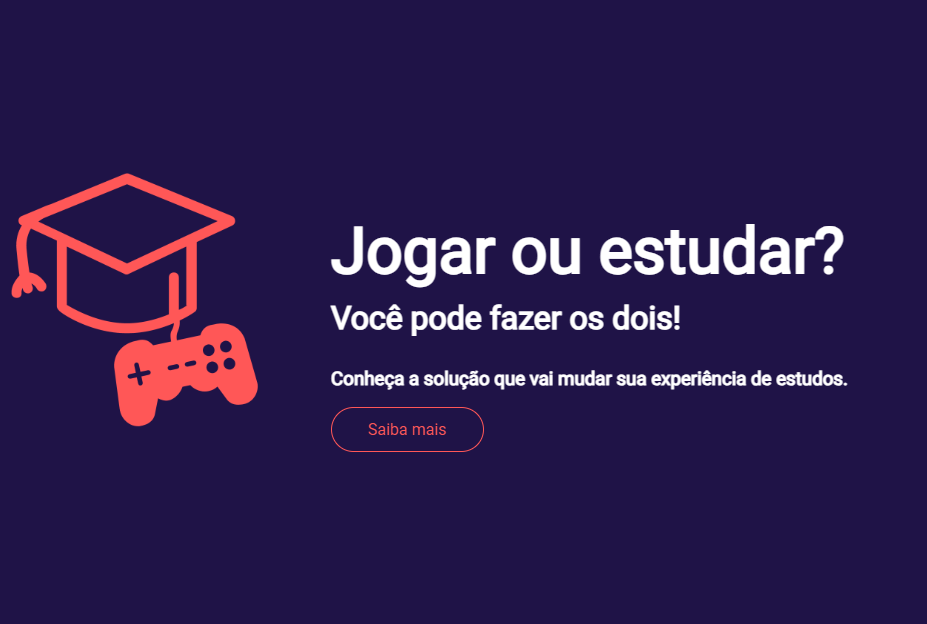 Jogar ou estudar?
Você pode fazer os dois!
Conheça a solução que vai mudar sua experiência de estudos.
Saiba mais